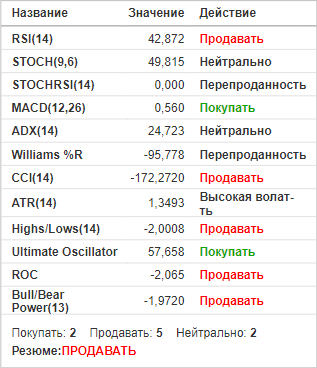 Название Значение Действие
RSI(14) 42,872 Продавать
STOCH(9,6) 49,815 Нейтрально
STOCHRSI(14) 0,000 Перепроданность
MACD(12,26) 0,560 Покупать
ADX(14) 24,723 Нейтрально
Williams %R -95,778 Перепроданность
CCI(14) -172,2720 Продавать
ATR(14) 1,3493 Высокая волат-
ть
Highs/Lows(14) -2,0008 Продавать
Ultimate Oscillator 57,658 Покупать
ROC -2,065 Продавать
Bull/Bear
Power(13) -1,9720 Продавать
Покупать: 2 Продавать: 5 Нейтрально: 2
Резюме:ПРОДАВАТЬ